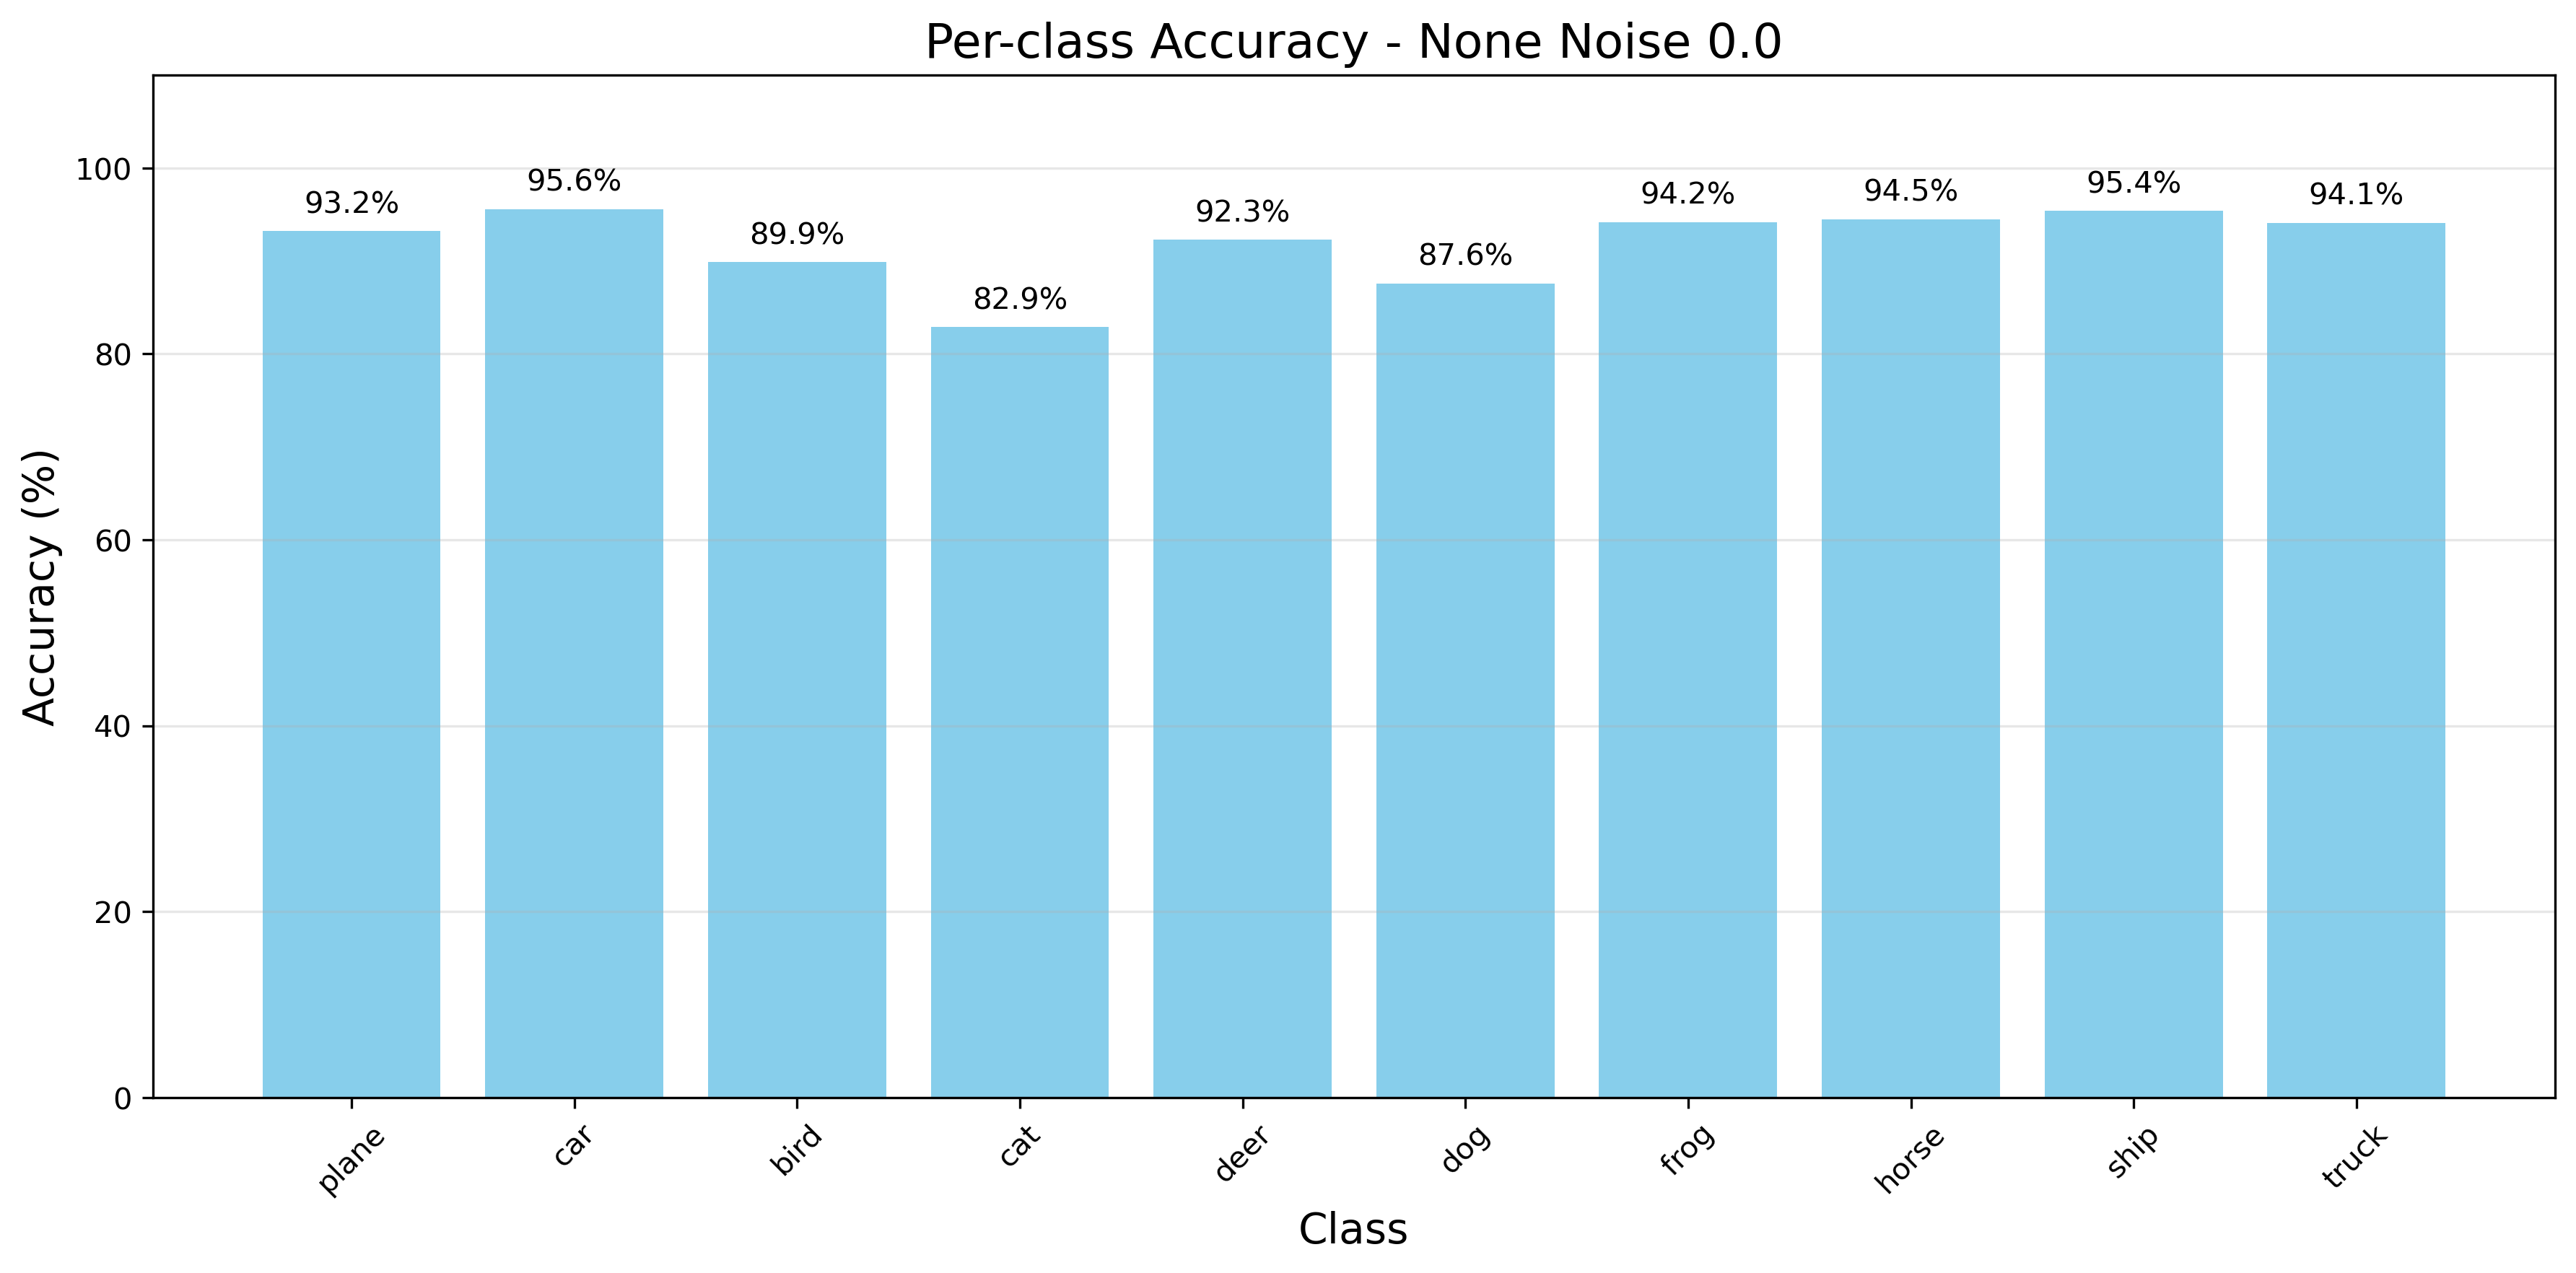 Per-class Accuracy - None Noise 0.0
Accuracy (%)
100
80
60
40
20
0
93.2%
95.6%
89.9%
82.9%
92.3%
87.6%
94.2%
94.5%
95.4%
94.1%
plane
car
bird
cat
deer
dog
frog
horse
ship
truck
Class